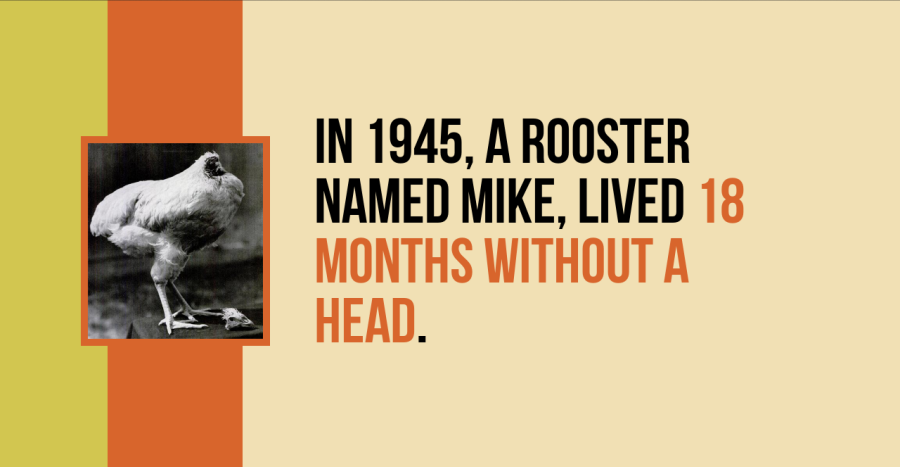 IN 1945, A ROOSTER
NAMED MIKE, LIVED 18
MONTHS WITHOUT A
HEAD.